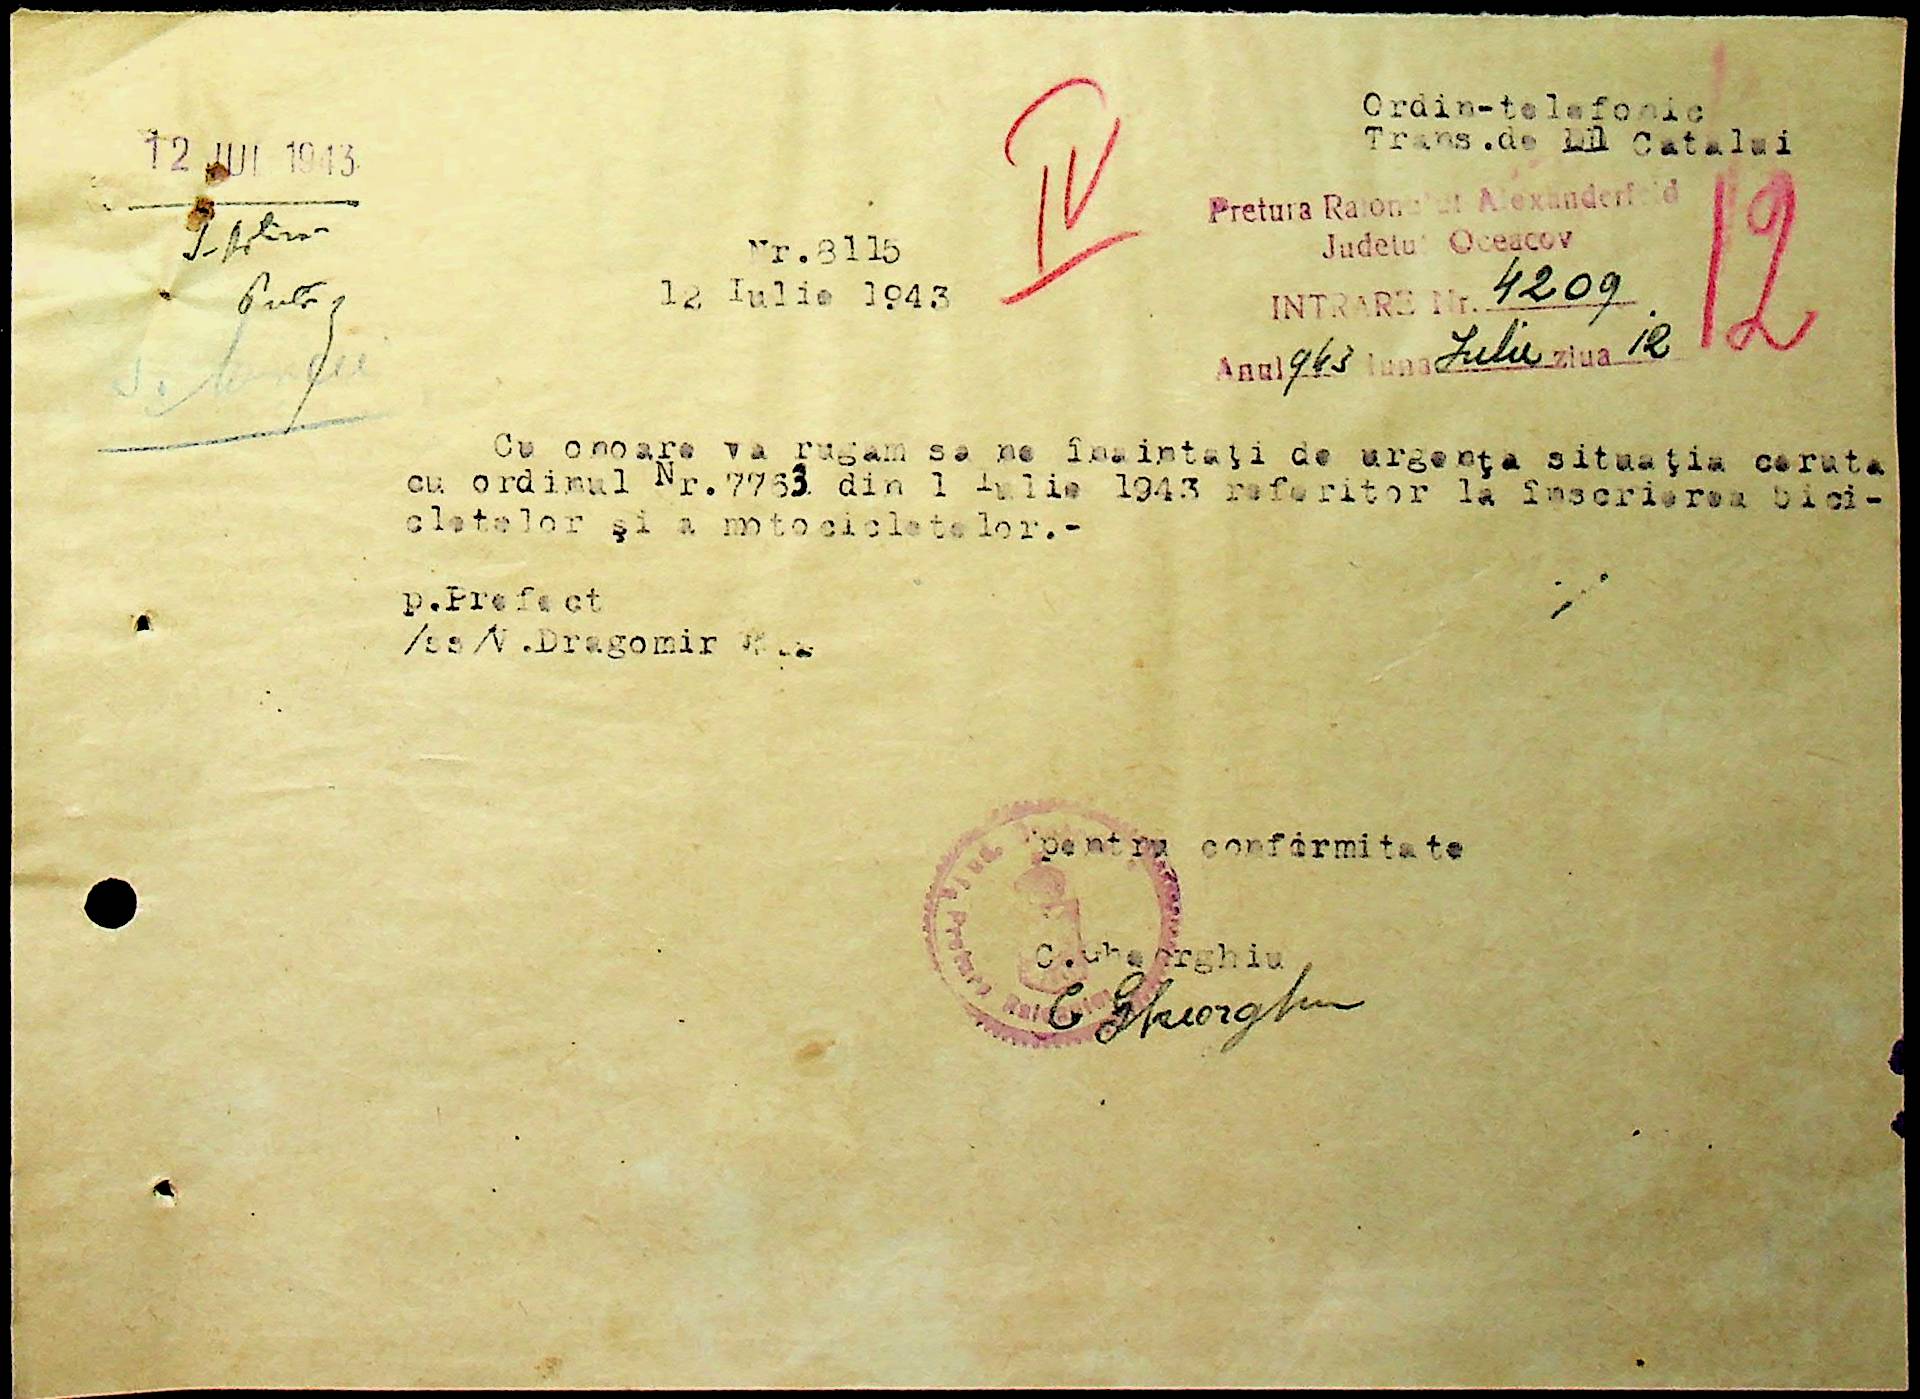 Ordin-telefonic
Trans.de Catalui
12 IUL 1943
IV
12
Pretura Raionului Alexanderfeld
Judetul Oceacov
INTRARE Nr. 4209
Anul 943 luna Iulie ziua 12
Nr.8115
12 Iulie 1943
Cu onoare va rugam sa ne înaintaţi de urgenţa situaţia ceruta
cu ordinul Nr.7763 din 1 Iulie 1943 referitor la înscrierea bici-
cletelor şi a motocicletelor.-
p.Prefect
/ss/V.Dragomir
pentru confirmitate
Jud.
Pretura
C.Gheorghiu
C Gheorghiu